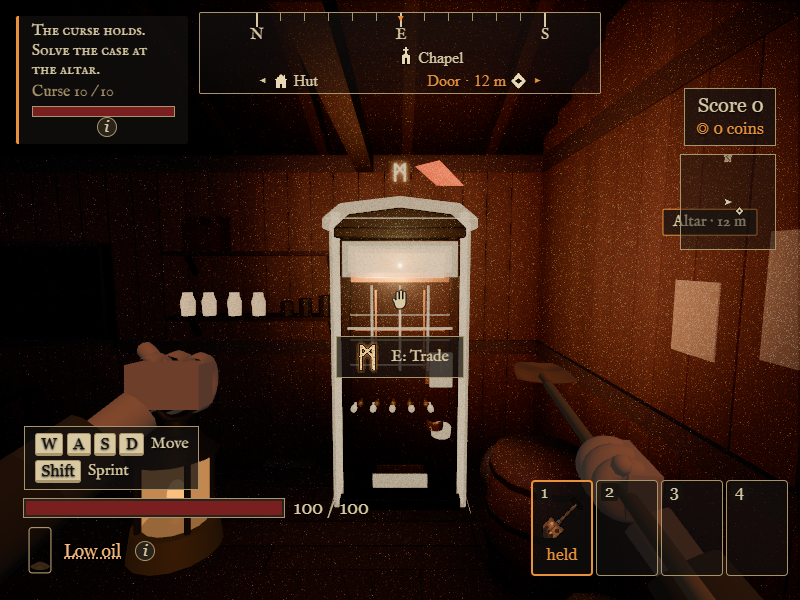 The curse holds.
Solve the case at
the altar.
Curse 10 / 10
i
N E S
Chapel
Hut
Door · 12 m
Score 0
0 coins
Altar · 12 m
ᛗ
ᛗ E: Trade
W A S D Move
Shift Sprint
100 / 100
Low oil i
1 2 3 4
held